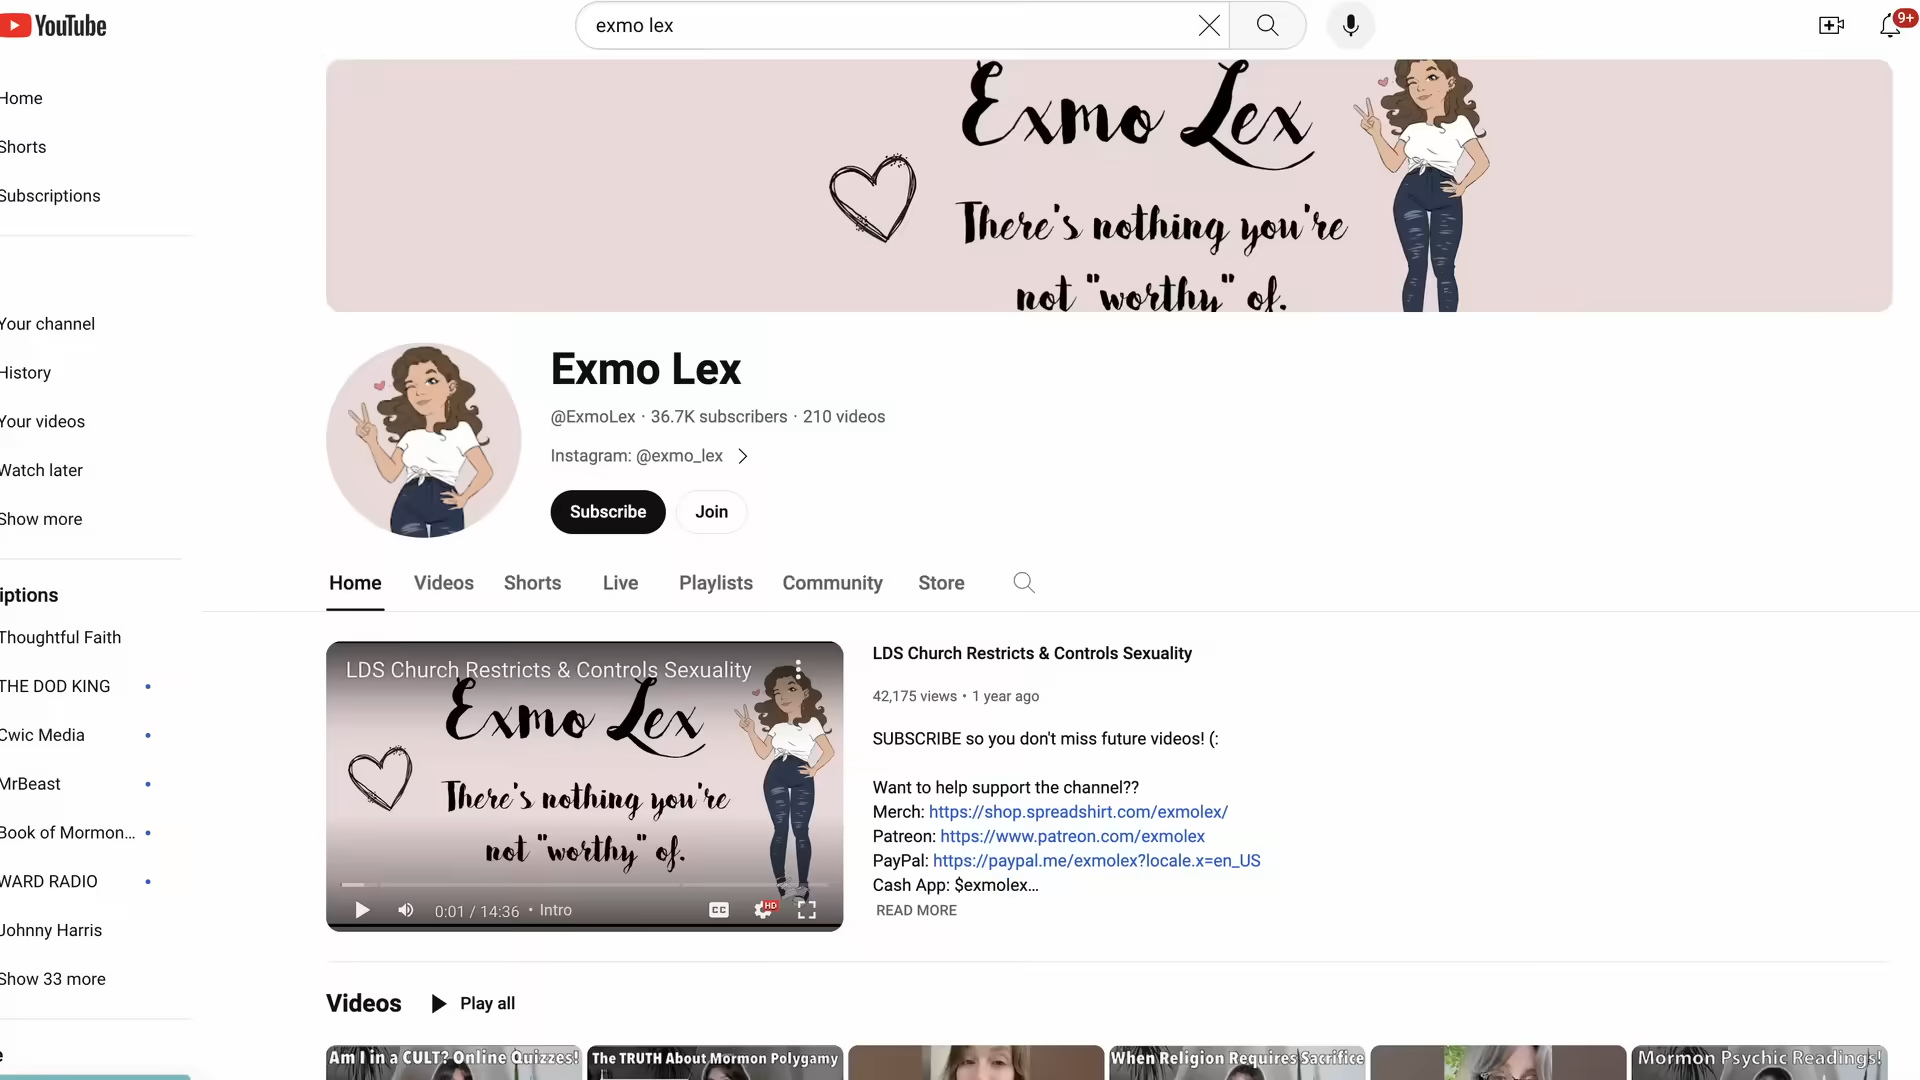 YouTube
exmo lex
9+
Home
Shorts
Subscriptions
Your channel
History
Your videos
Watch later
Show more
iptions
Thoughtful Faith
THE DOD KING
Cwic Media
MrBeast
Book of Mormon...
WARD RADIO
Johnny Harris
Show 33 more
e
Exmo Lex
There's nothing you're
not "worthy" of.
Exmo Lex
@ExmoLex · 36.7K subscribers · 210 videos
Instagram: @exmo_lex
Subscribe Join
Home Videos Shorts Live Playlists Community Store
LDS Church Restricts & Controls Sexuality
Exmo Lex
There's nothing you're
not "worthy" of.
0:01 / 14:36 · Intro CC HD
LDS Church Restricts & Controls Sexuality
42,175 views • 1 year ago
SUBSCRIBE so you don't miss future videos! (:
Want to help support the channel??
Merch: https://shop.spreadshirt.com/exmolex/
Patreon: https://www.patreon.com/exmolex
PayPal: https://paypal.me/exmolex?locale.x=en_US
Cash App: $exmolex...
READ MORE
Videos Play all
Am I in a CULT? Online Quizzes!
The TRUTH About Mormon Polygamy
When Religion Requires Sacrifice
Mormon Psychic Readings!